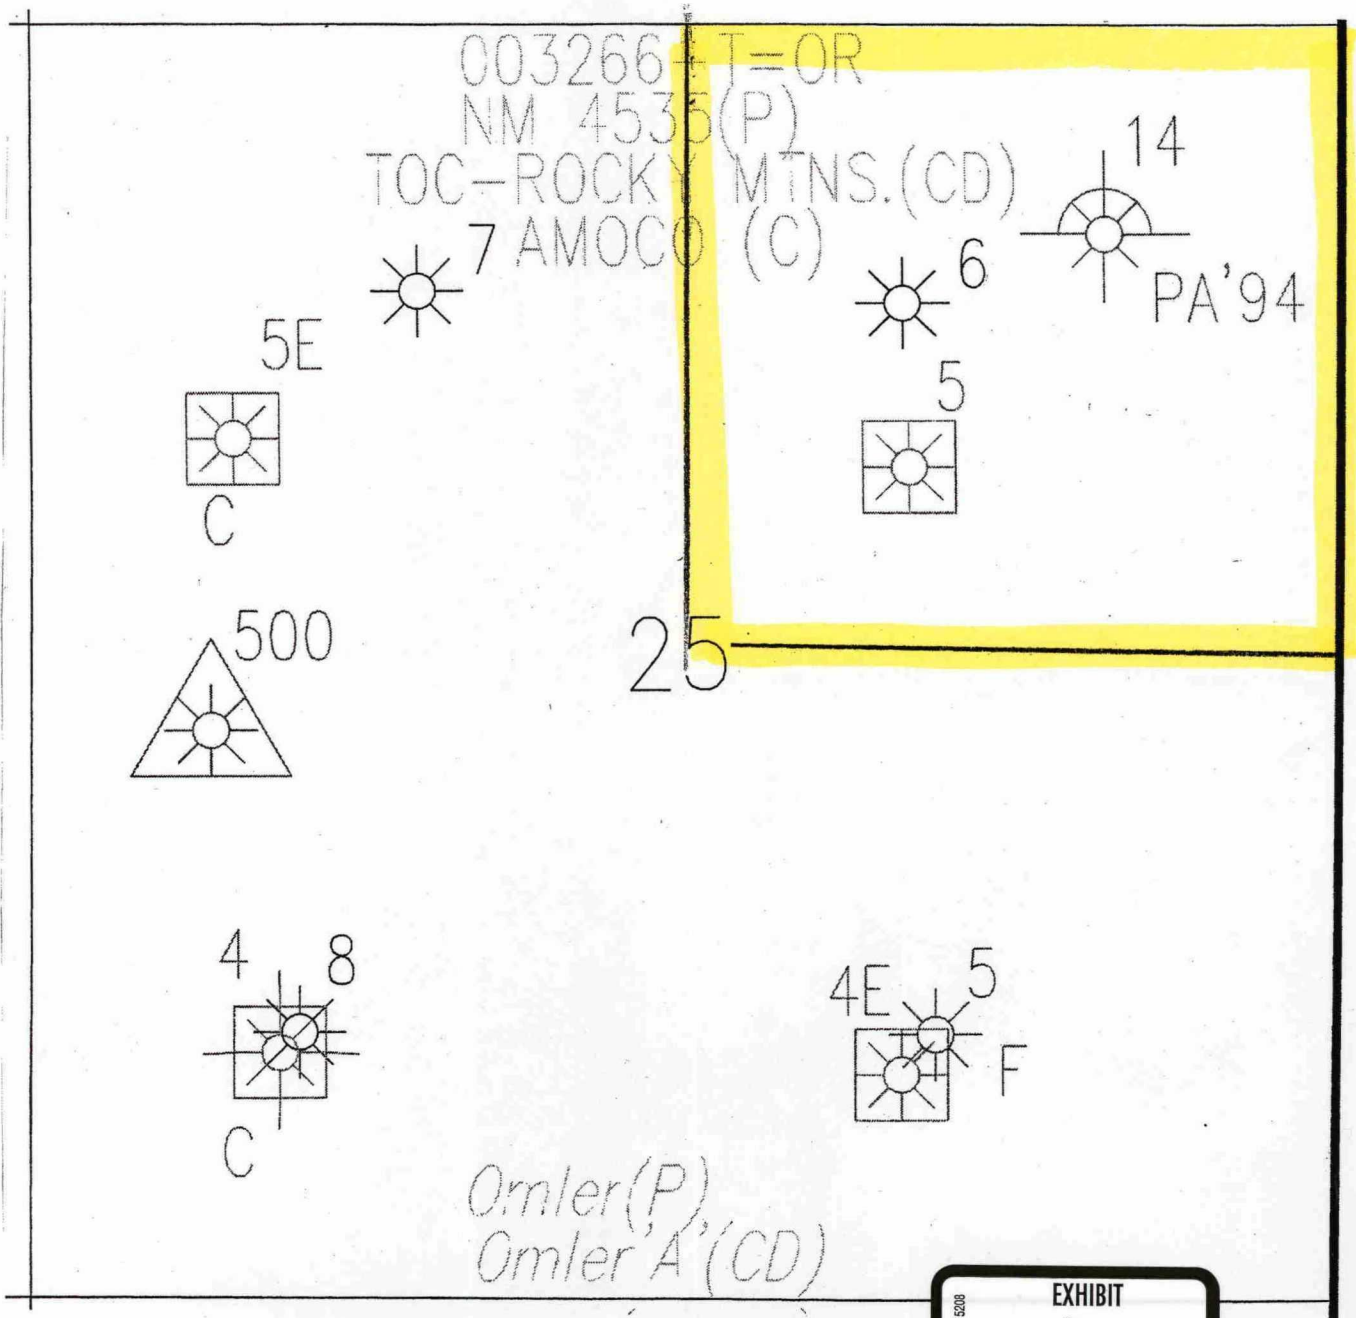 003266 T=OR
NM 4535(P)
TOC-ROCKY MTNS.(CD)
AMOCO (C)
14
7
6
PA'94
5E
5
C
500
25
4
8
4E
5
F
C
Omler(P),
Omler'A'(CD)
EXHIBIT
5208